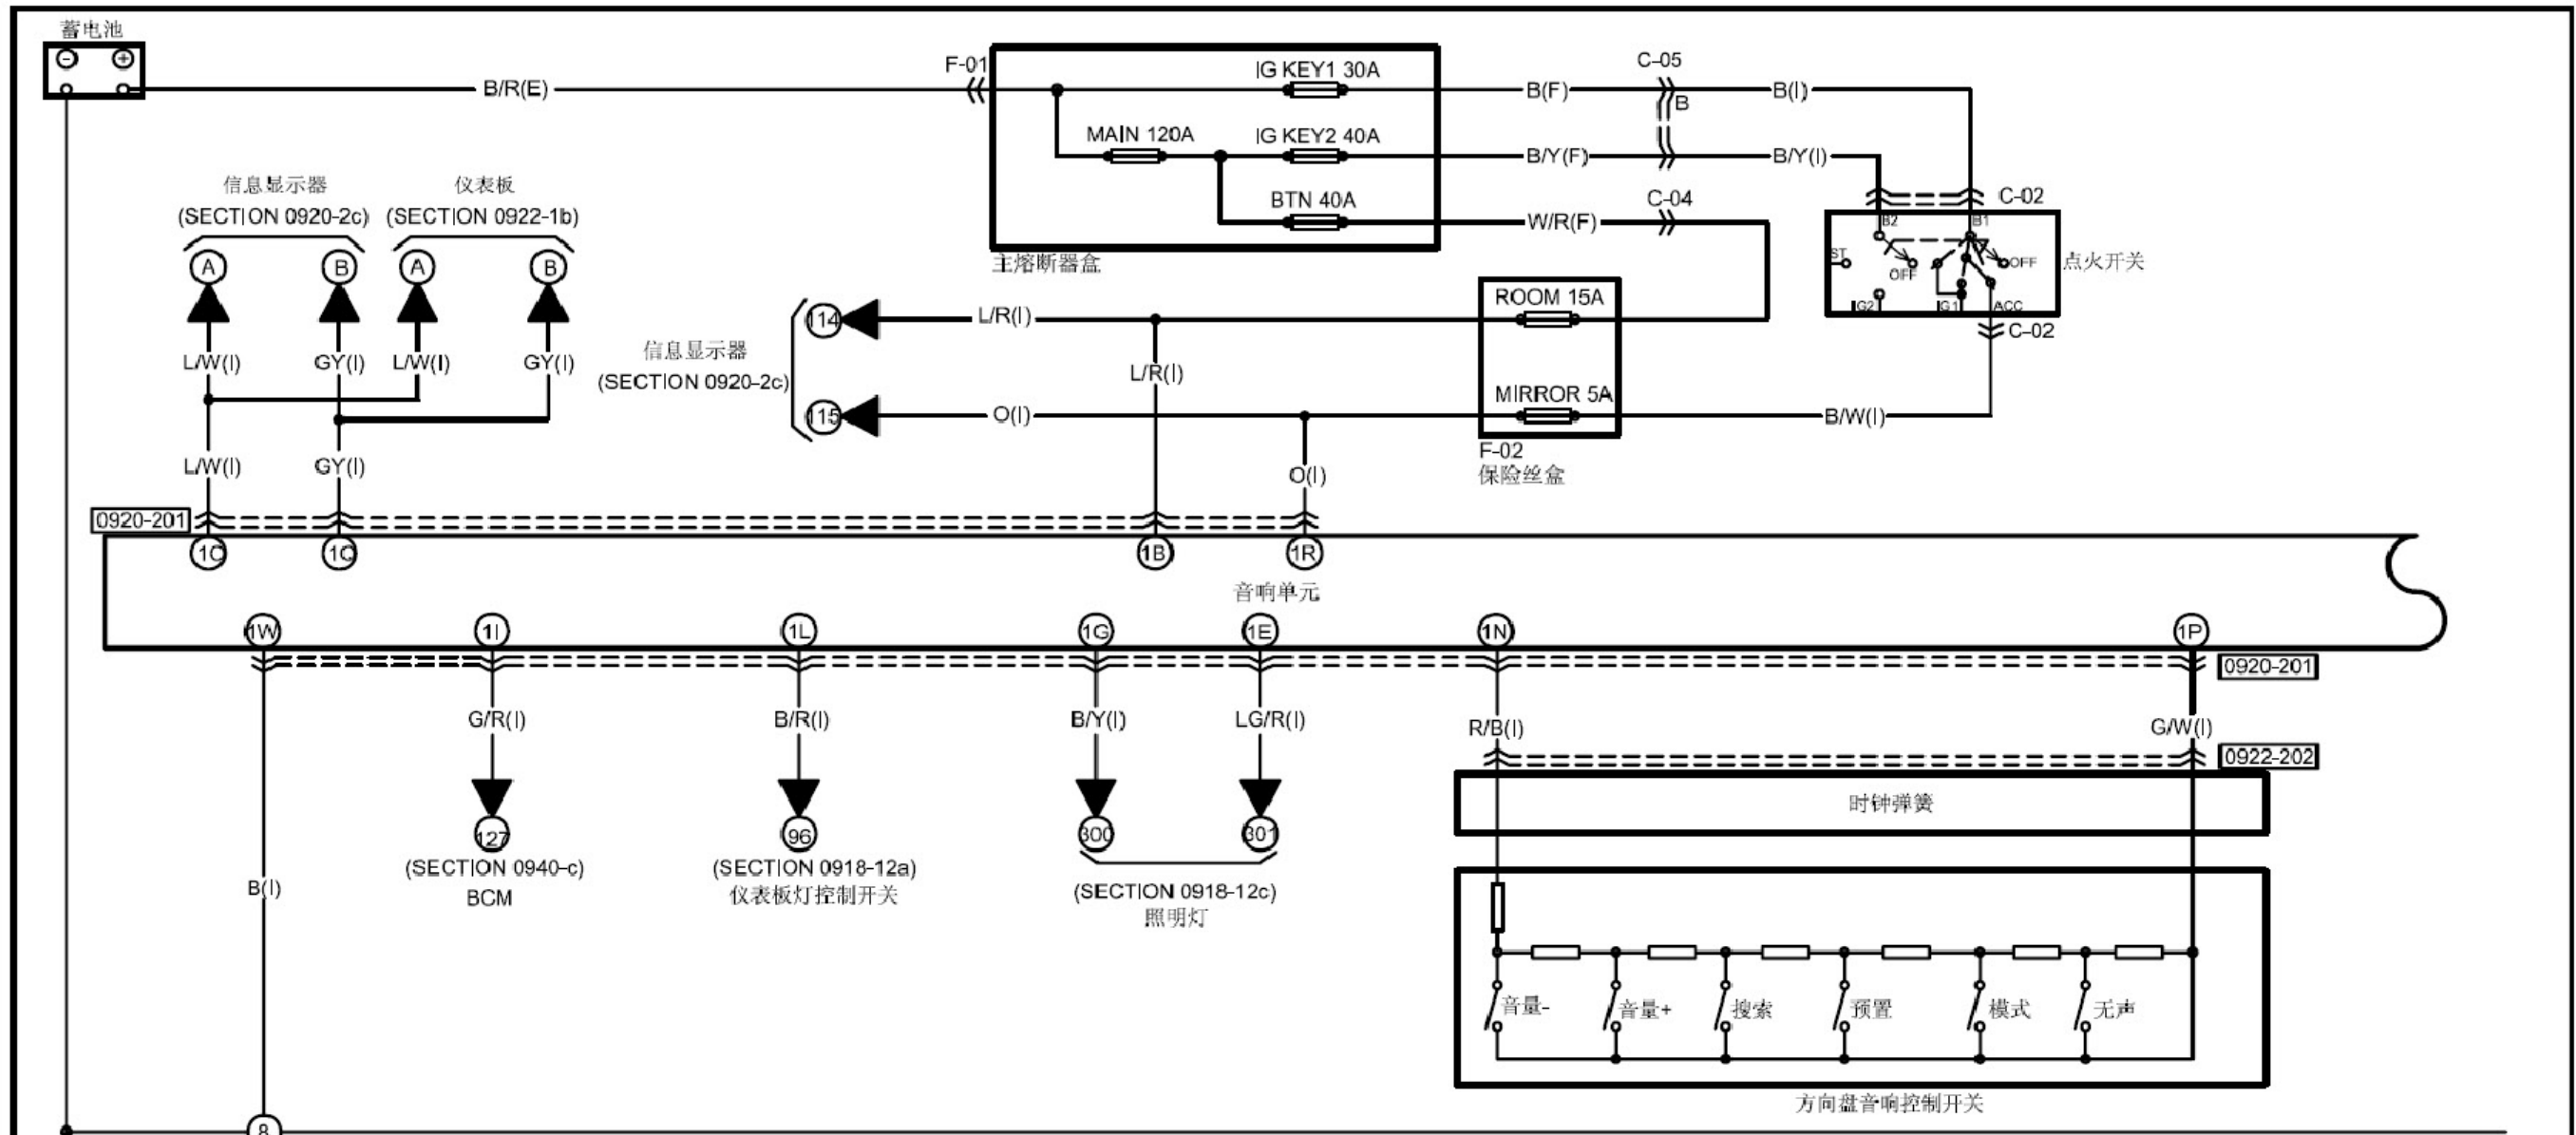 蓄电池
- +
F-01
B/R(E)
IG KEY1 30A
MAIN 120A
IG KEY2 40A
BTN 40A
主熔断器盒
B(F)
C-05
B
B(I)
B/Y(F)
B/Y(I)
C-04
W/R(F)
C-02
B2
B1
ST
OFF
OFF
IG2
IG1
ACC
点火开关
C-02
信息显示器
(SECTION 0920-2c)
仪表板
(SECTION 0922-1b)
A
B
A
B
L/W(I)
GY(I)
L/W(I)
GY(I)
L/W(I)
GY(I)
信息显示器
(SECTION 0920-2c)
114
L/R(I)
L/R(I)
ROOM 15A
115
O(I)
O(I)
MIRROR 5A
B/W(I)
F-02
保险丝盒
0920-201
1B
1R
音响单元
1W
1I
1L
1G
1E
1N
1P
0920-201
G/R(I)
B/R(I)
B/Y(I)
LG/R(I)
R/B(I)
G/W(I)
0922-202
时钟弹簧
127
(SECTION 0940-c)
BCM
96
(SECTION 0918-12a)
仪表板灯控制开关
300
301
(SECTION 0918-12c)
照明灯
B(I)
音量-
音量+
搜索
预置
模式
无声
方向盘音响控制开关
8